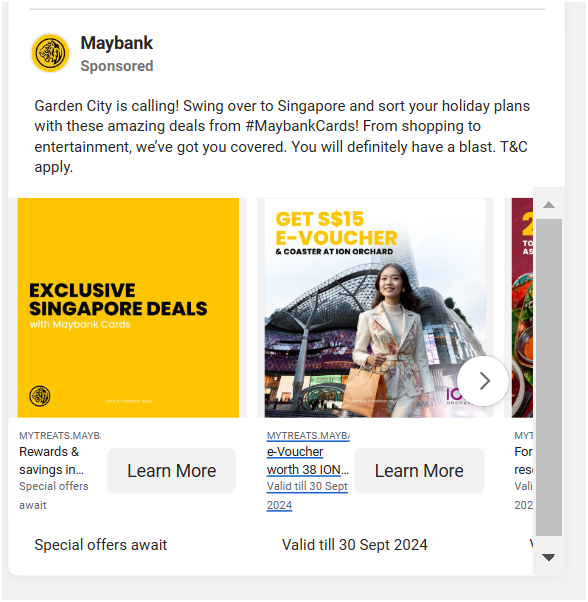 Maybank
Sponsored
Garden City is calling! Swing over to Singapore and sort your holiday plans
with these amazing deals from #MaybankCards! From shopping to
entertainment, we've got you covered. You will definitely have a blast. T&C
apply.
EXCLUSIVE
SINGAPORE DEALS
with Maybank Cards
GET S$15
E-VOUCHER
& COASTER AT ION ORCHARD
2
TO
AS
IO
MYTREATS.MAYB.
Rewards &
savings in...
Special offers
await
Learn More
MYTREATS.MAYB
e-Voucher
worth 38 ION...
Valid till 30 Sept
2024
Learn More
MYT
For
res
Vali
202
Special offers await
Valid till 30 Sept 2024